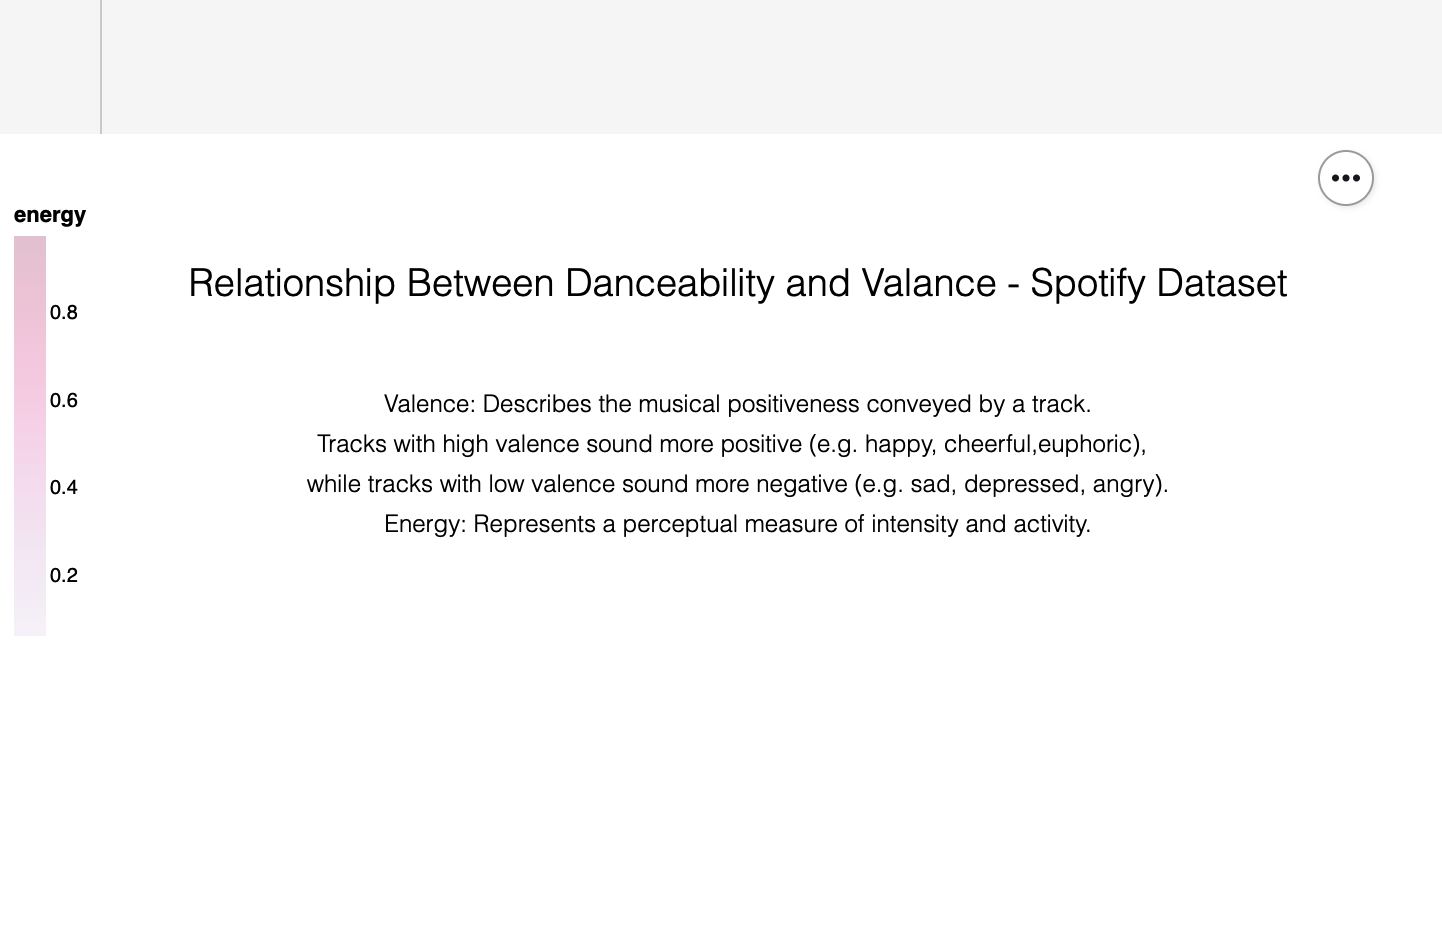 energy
0.8
0.6
0.4
0.2
Relationship Between Danceability and Valance - Spotify Dataset
Valence: Describes the musical positiveness conveyed by a track.
Tracks with high valence sound more positive (e.g. happy, cheerful,euphoric),
while tracks with low valence sound more negative (e.g. sad, depressed, angry).
Energy: Represents a perceptual measure of intensity and activity.